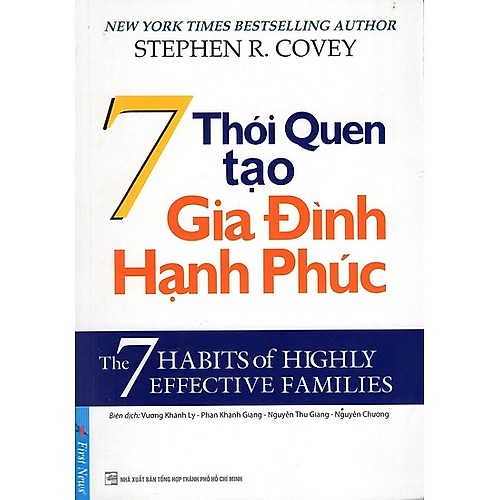 NEW YORK TIMES BESTSELLING AUTHOR
STEPHEN R. COVEY
7 Thói Quen
tạo
Gia Đình
Hạnh Phúc
The 7 HABITS of HIGHLY
EFFECTIVE FAMILIES
Biên dịch: Vương Khánh Ly - Phan Khanh Giang - Nguyễn Thu Giang - Nguyễn Chương
First News
NHÀ XUẤT BẢN TỔNG HỢP THÀNH PHỐ HỒ CHÍ MINH